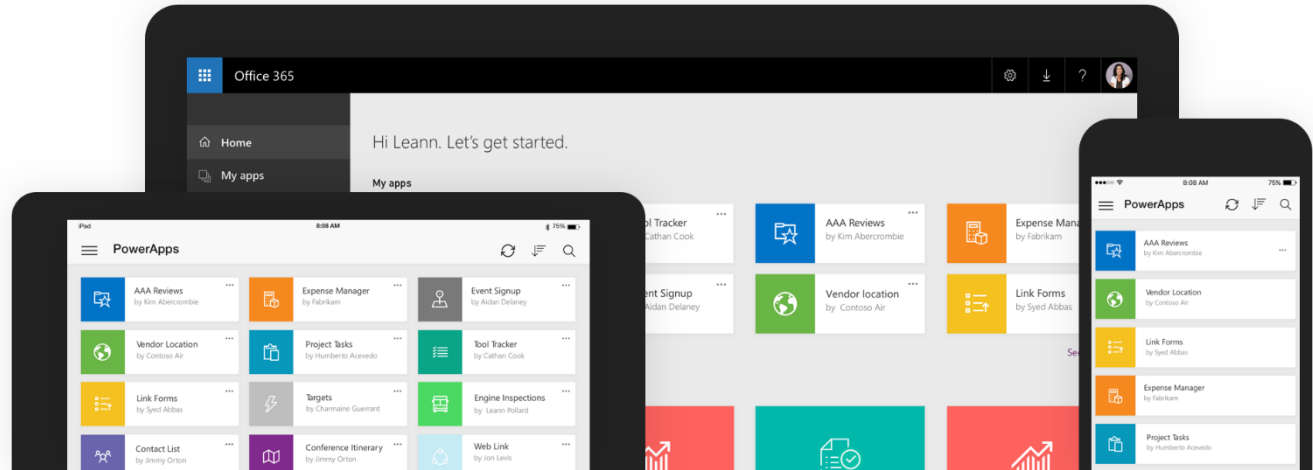 Office 365
?
Home
My apps
Hi Leann. Let's get started.
My apps
Tracker
Cathan Cook
AAA Reviews
by Kim Abercrombie
Expense
by Fabrikam
Signup
Aidan Delaney
Vendor location
by Contoso Air
Link Forms
by Syed Abbas
iPad
8:08 AM
75%
PowerApps
AAA Reviews
by Kim Abercrombie
Expense Manager
by Fabrikam
Event Signup
by Aidan Delaney
Vendor Location
by Contoso Air
Project Tasks
by Humberto Acevedo
Tool Tracker
by Cathan Cook
Link Forms
by Syed Abbas
Targets
by Charmaine Guerrant
Engine Inspections
by Leann Pollard
Contact List
by Jimmy Orton
Conference Itinerary
by Jimmy Orton
Web Link
by Jon Levis
8:08 AM
75%
PowerApps
AAA Reviews
by Kim Abercrombie
Vendor Location
by Contoso Air
Link Forms
by Syed Abbas
Expense Manager
by Fabrikam
Project Tasks
by Humberto Acevedo